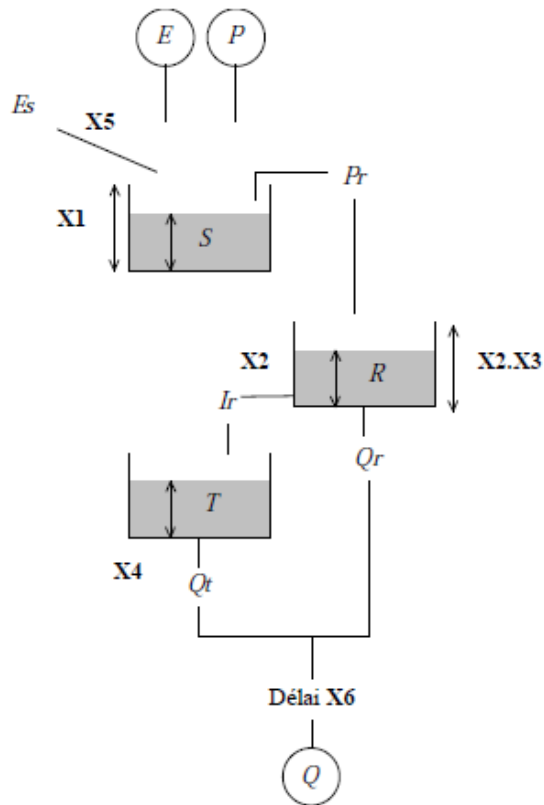 E P
Es X5
Pr
X1 S
X2 R X2.X3
Ir
Qr
T
X4 Qt
Délai X6
Q